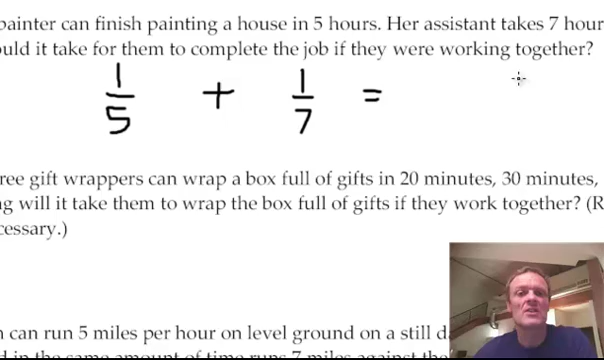 painter can finish painting a house in 5 hours. Her assistant takes 7 hour
ould it take for them to complete the job if they were working together?
1/5 + 1/7 =
ree gift wrappers can wrap a box full of gifts in 20 minutes, 30 minutes,
ng will it take them to wrap the box full of gifts if they work together? (R
cessary.)
n can run 5 miles per hour on level ground on a still d
d in the same amount of time runs 7 miles against the